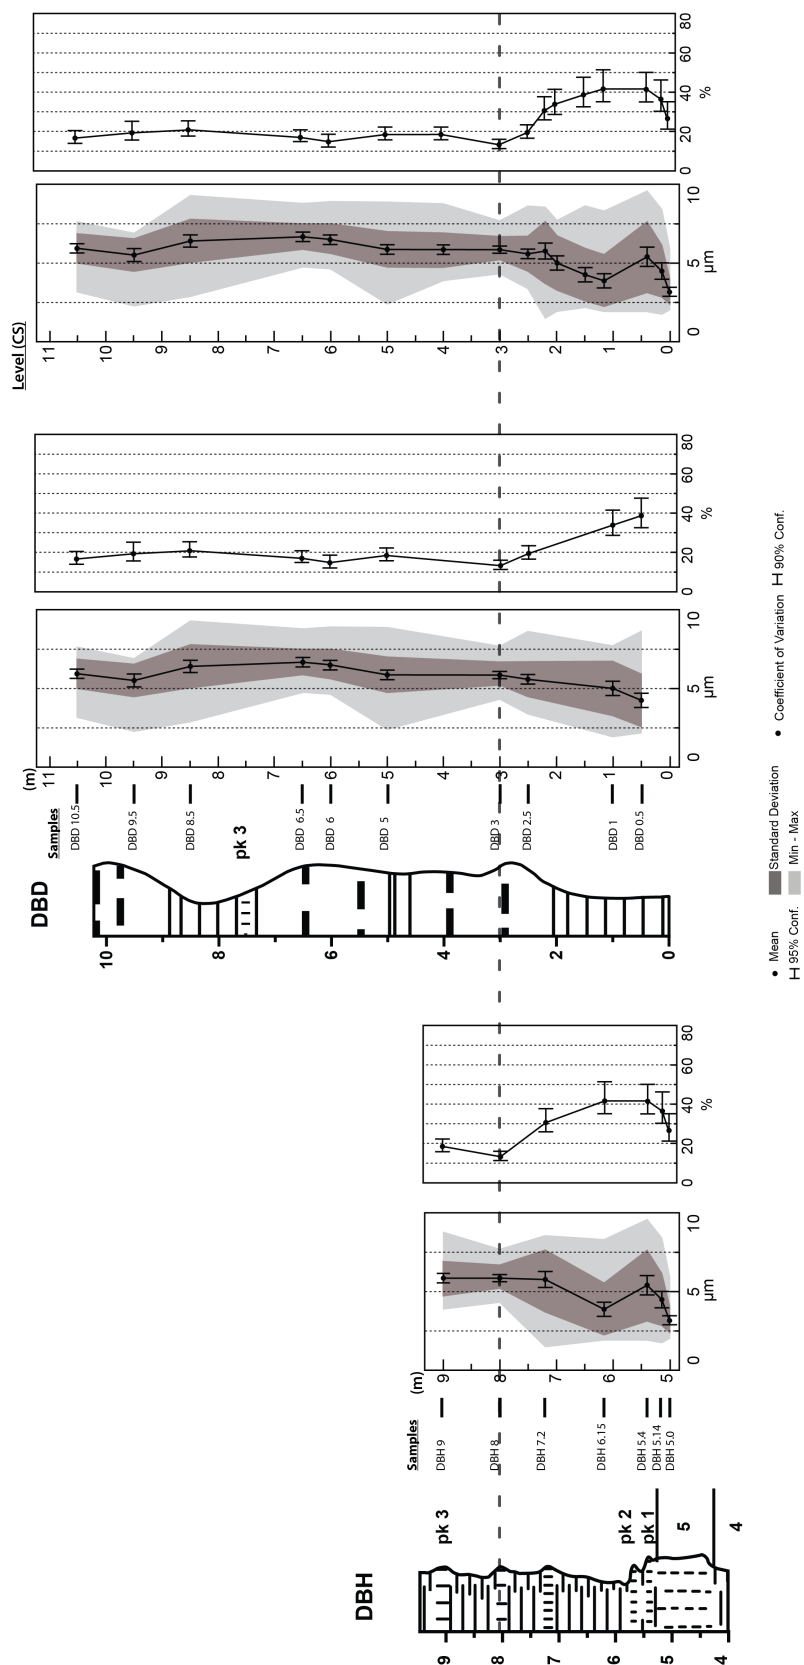 DBH
9
8
7
6
5
4
pk 3
pk 2
pk 1
5
4
Samples
DBH 9
DBH 8
DBH 7.2
DBH 6.15
DBH 5.4
DBH 5.14
DBH 5.0
(m)
9
8
7
6
5
0 5 10
µm
0 20 40 60 80
%
DBD
10
8
6
4
2
0
Samples
DBD 10.5
DBD 9.5
DBD 8.5
pk 3
DBD 6.5
DBD 6
DBD 5
DBD 3
DBD 2.5
DBD 1
DBD 0.5
(m)
11
10
9
8
7
6
5
4
3
2
1
0
0 5 10
µm
0 20 40 60 80
%
Level (CS)
11
10
9
8
7
6
5
4
3
2
1
0
0 5 10
µm
0 20 40 60 80
%
Mean Standard Deviation Coefficient of Variation 90% Conf.
95% Conf. Min - Max